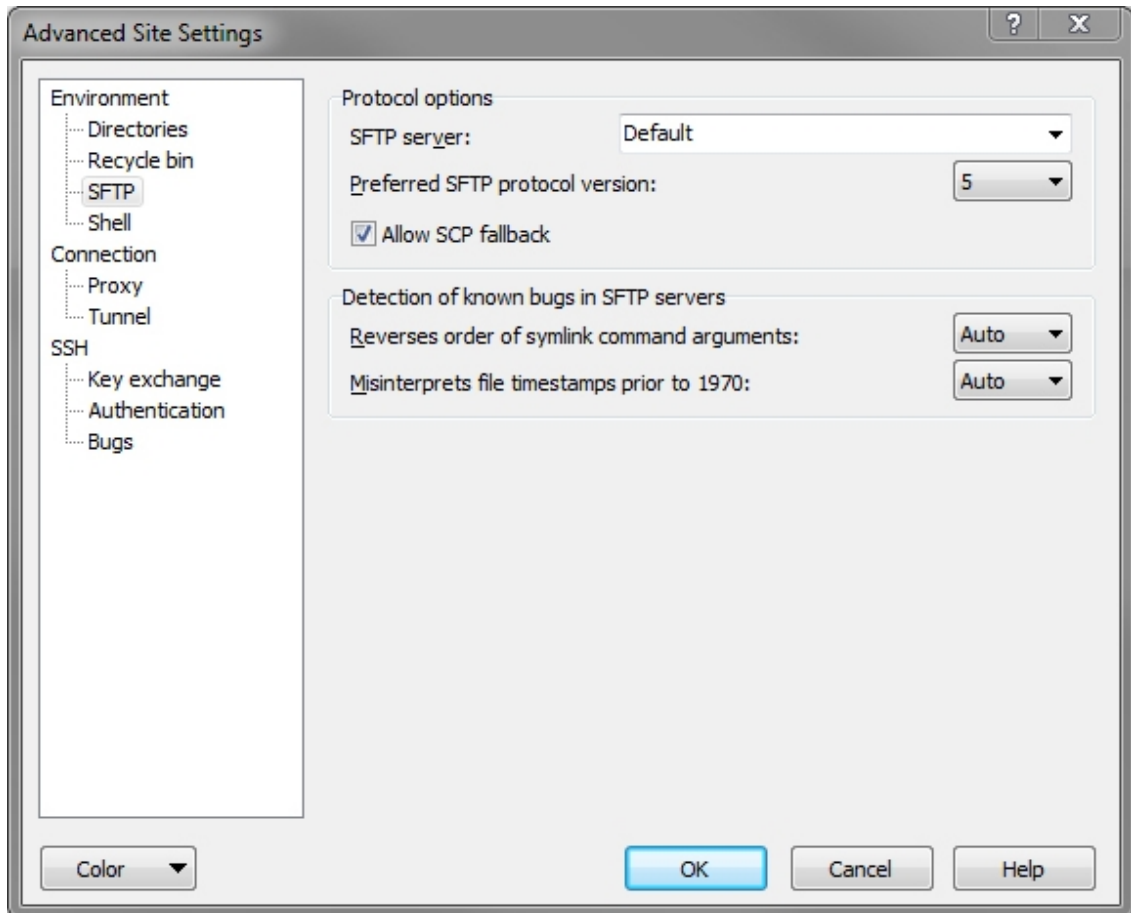 Advanced Site Settings
Environment
Directories
Recycle bin
SFTP
Shell
Connection
Proxy
Tunnel
SSH
Key exchange
Authentication
Bugs
Protocol options
SFTP server: Default
Preferred SFTP protocol version: 5
Allow SCP fallback
Detection of known bugs in SFTP servers
Reverses order of symlink command arguments: Auto
Misinterprets file timestamps prior to 1970: Auto
Color OK Cancel Help